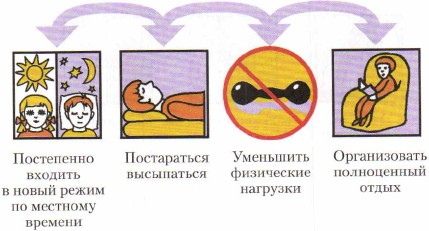 Постепенно
входить
в новый режим
по местному
времени
Постараться
высыпаться
Уменьшить
физические
нагрузки
Организовать
полноценный
отдых